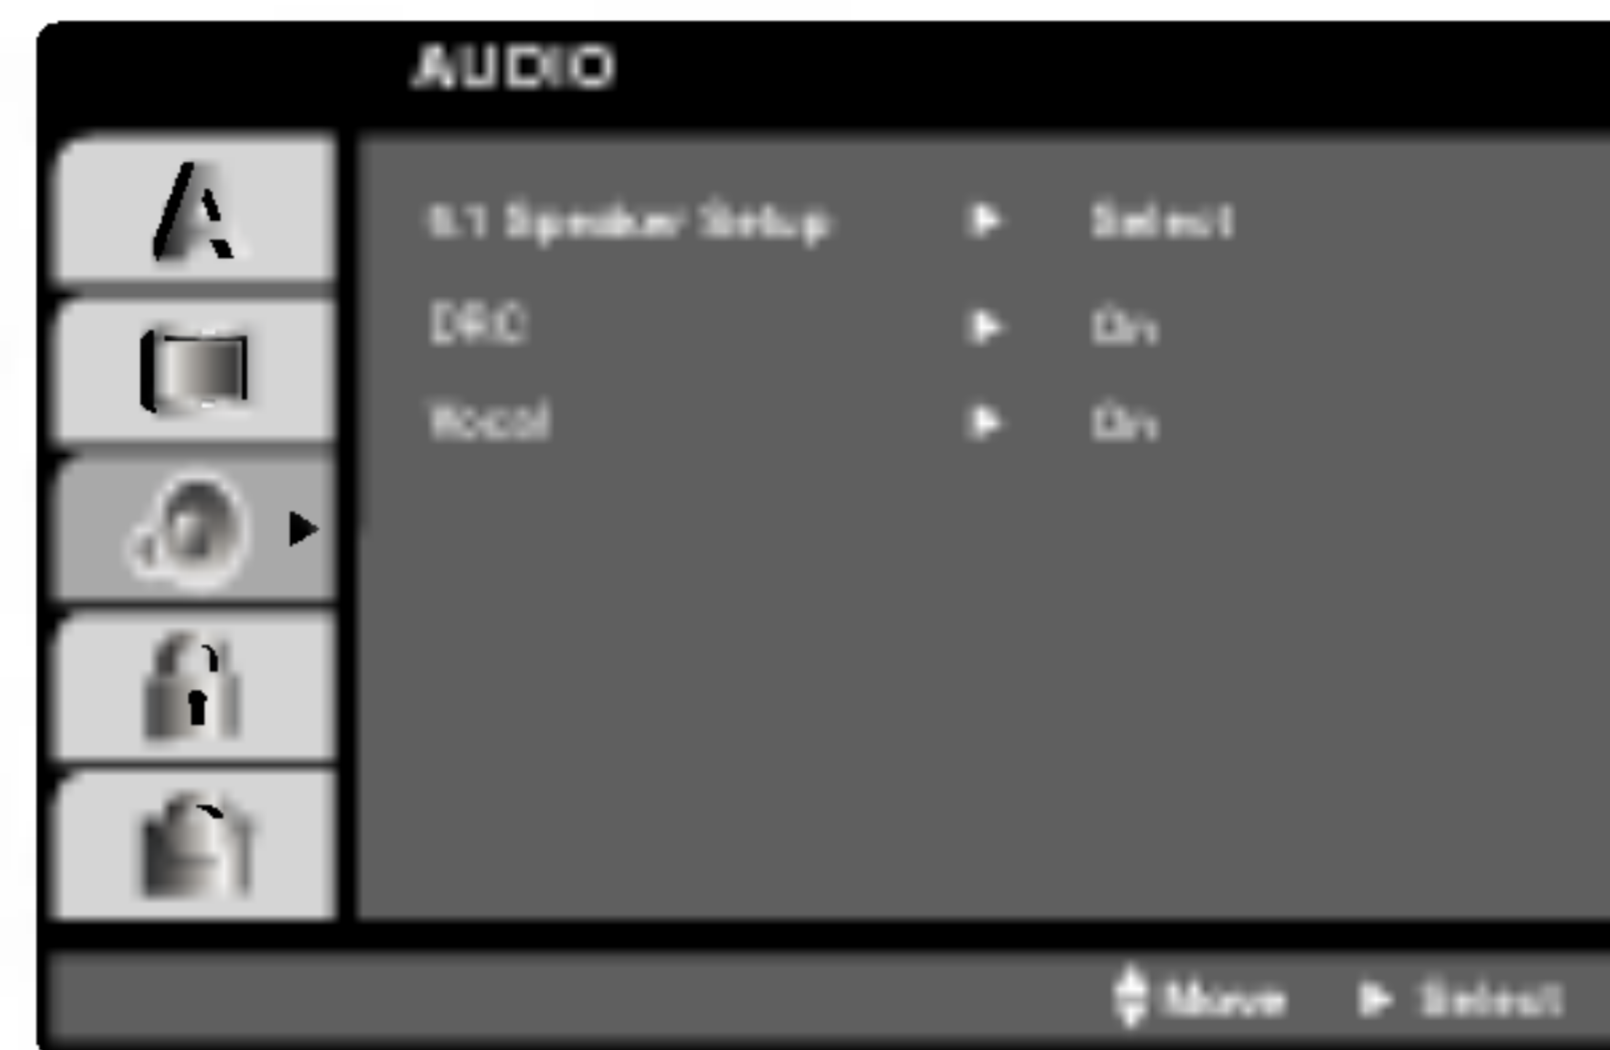 AUDIO
5.1 Speaker Setup ► Select
DRC ► On
Vocal ► On
Move ► Select